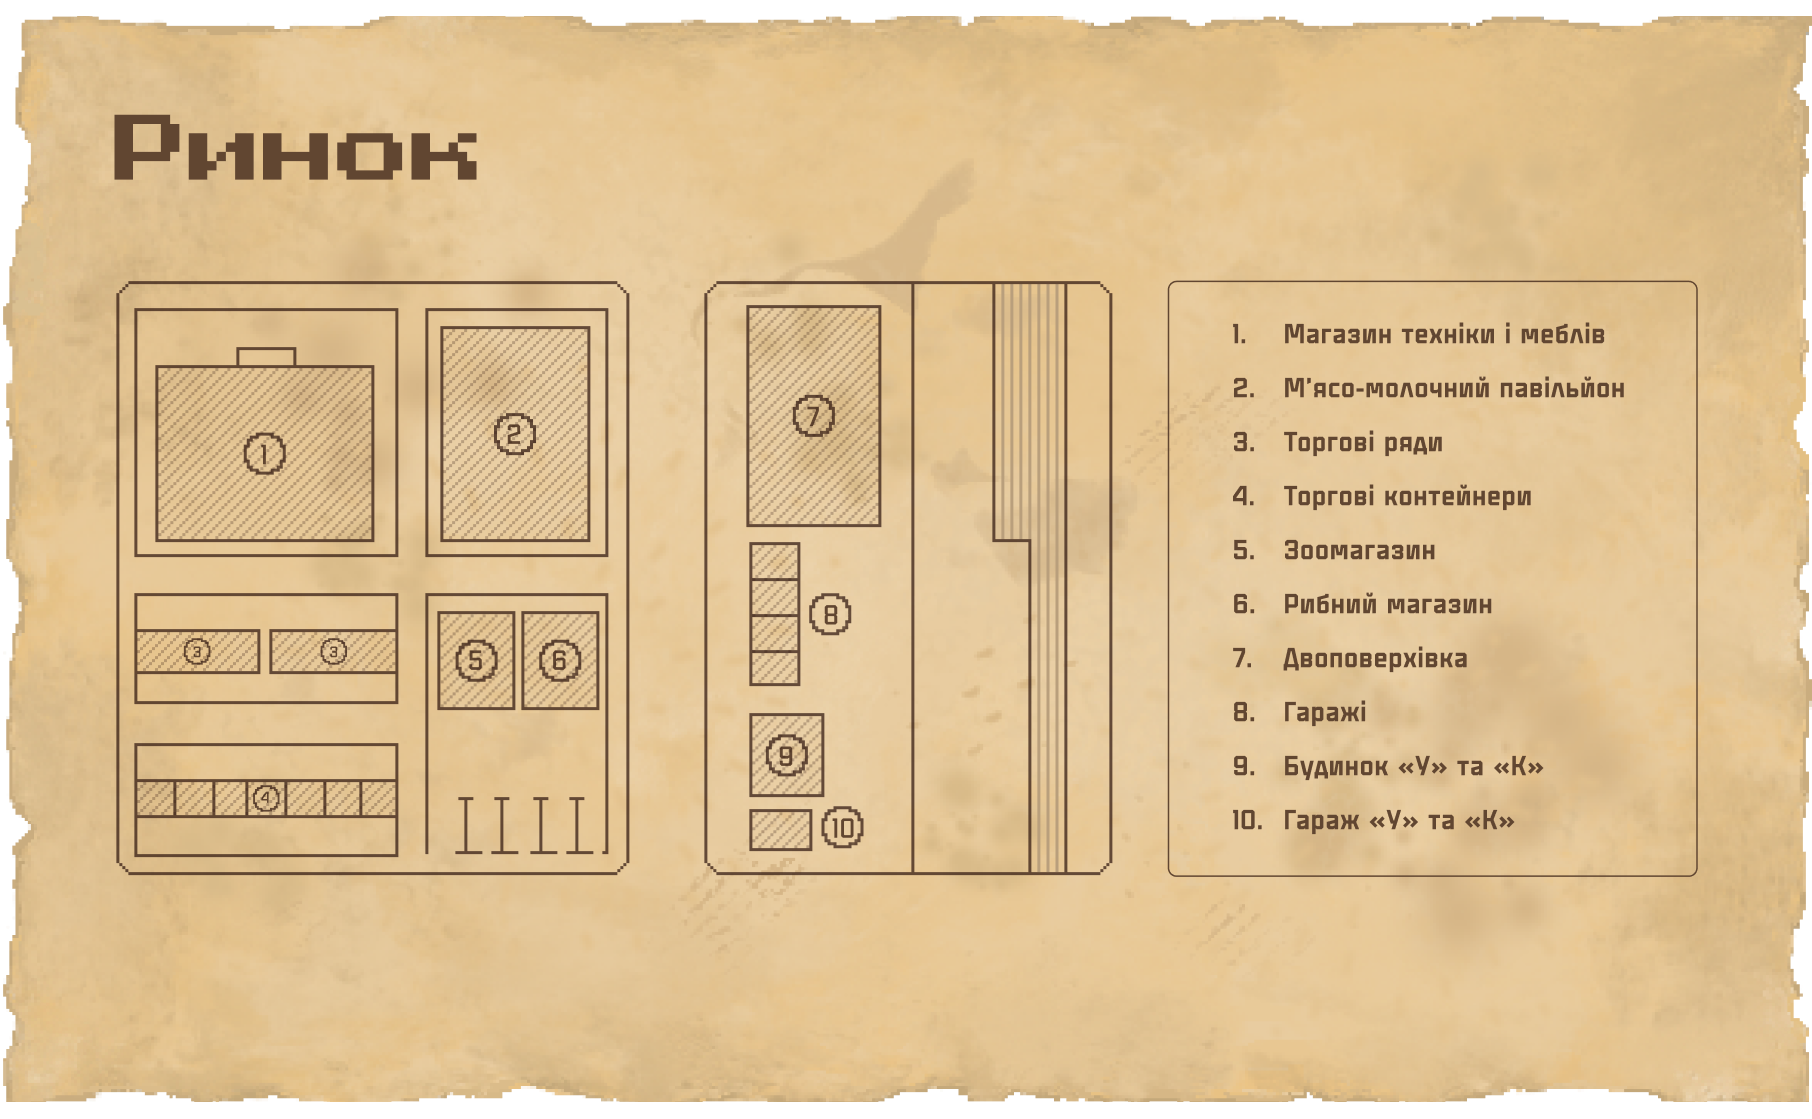 Ринок
1
2
3
3
4
5
6
7
8
9
10
1. Магазин техніки і меблів
2. М'ясо-молочний павільйон
3. Торгові ряди
4. Торгові контейнери
5. Зоомагазин
6. Рибний магазин
7. Двоповерхівка
8. Гаражі
9. Будинок «У» та «К»
10. Гараж «У» та «К»